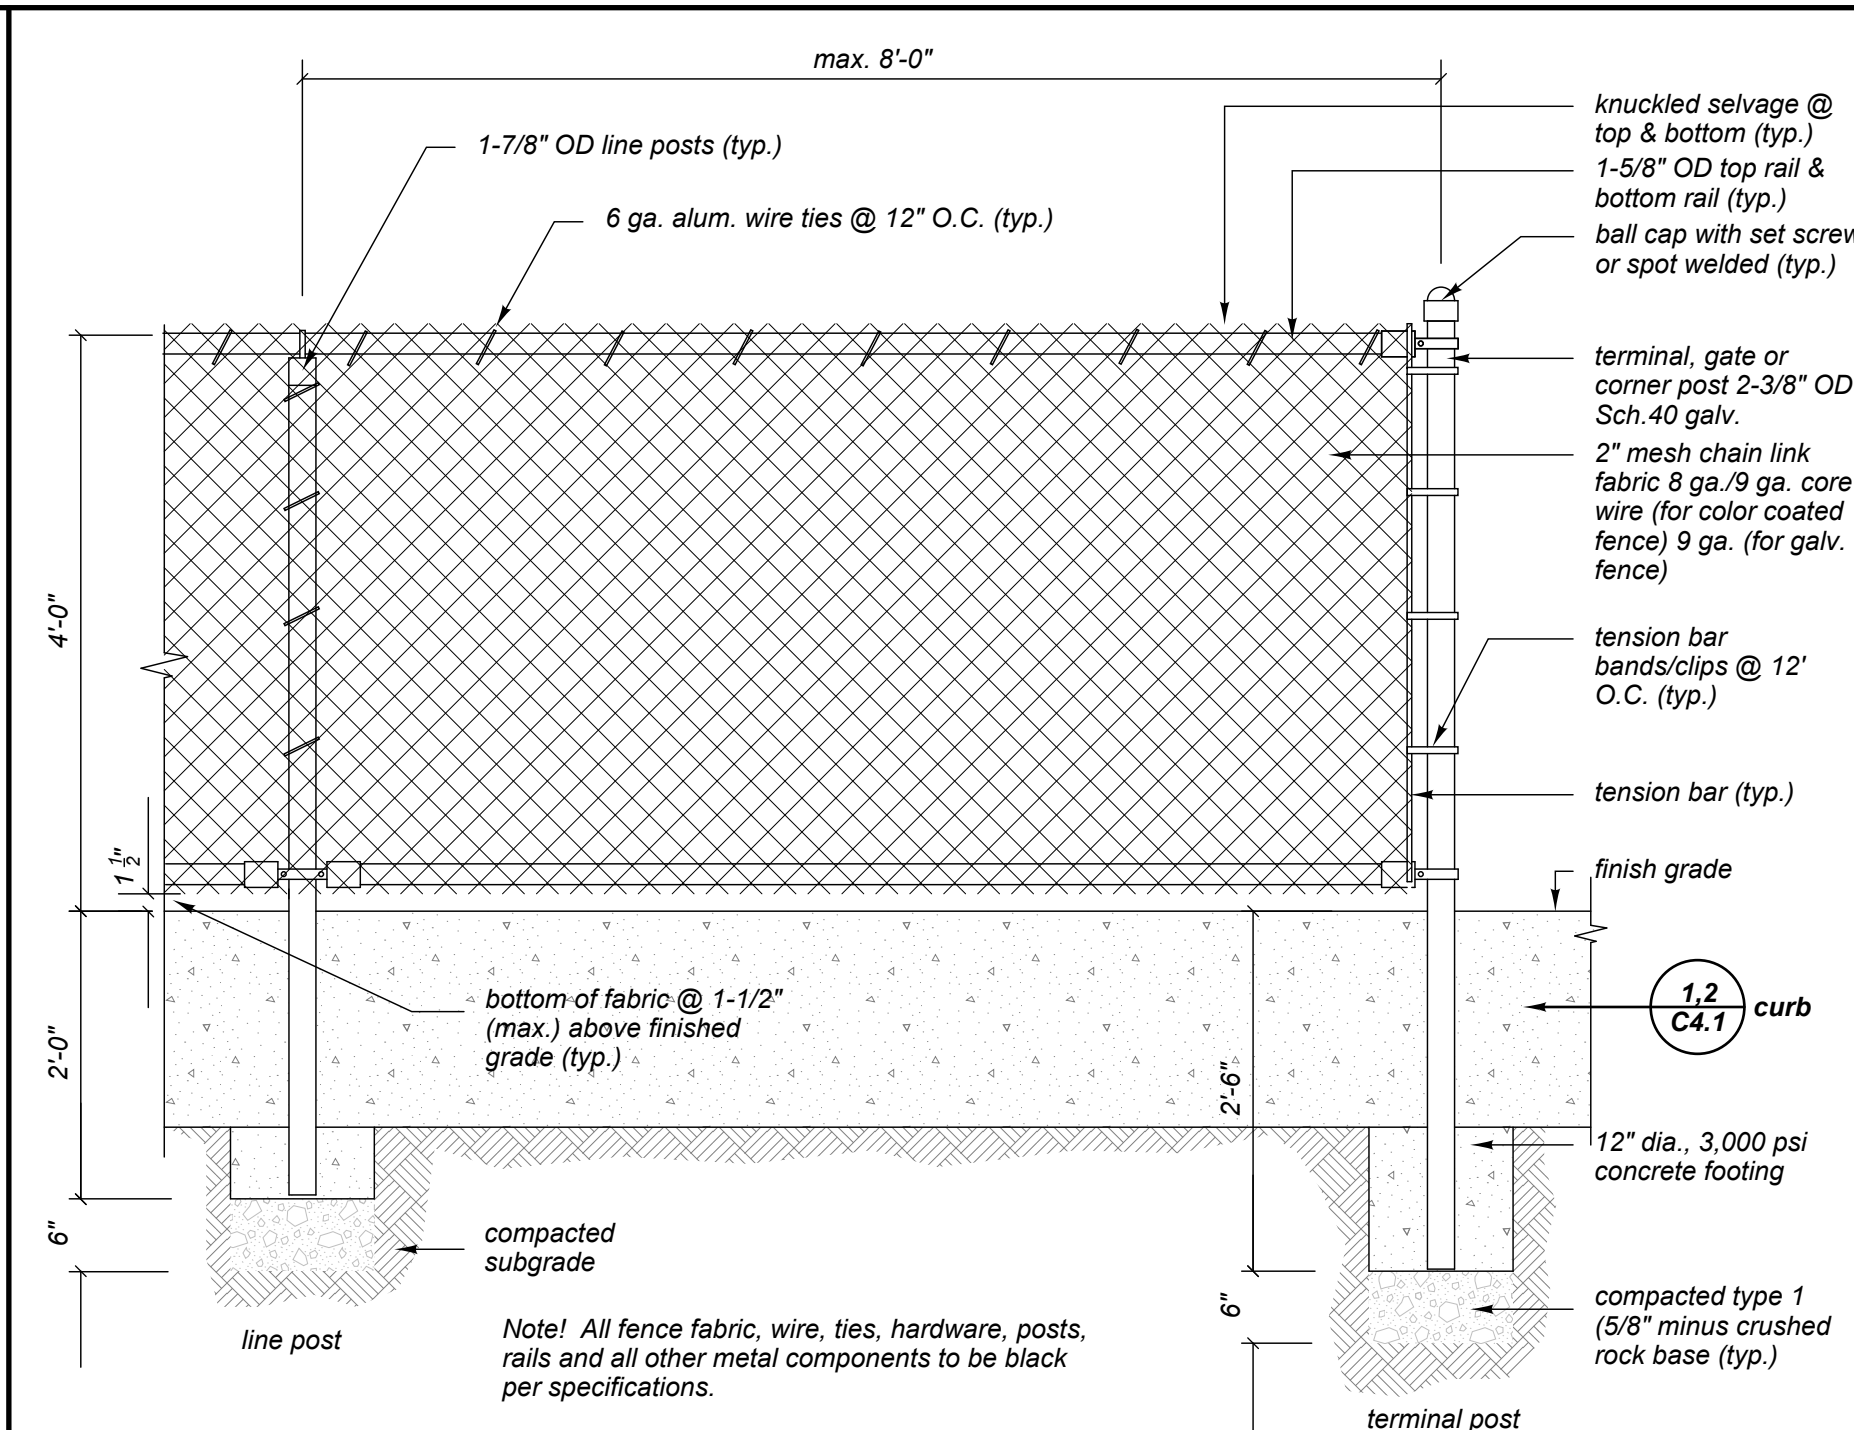 max. 8'-0"
knuckled selvage @
top & bottom (typ.)
1-7/8" OD line posts (typ.)
1-5/8" OD top rail &
bottom rail (typ.)
6 ga. alum. wire ties @ 12" O.C. (typ.)
ball cap with set screw
or spot welded (typ.)
terminal, gate or
corner post 2-3/8" OD
Sch.40 galv.
2" mesh chain link
fabric 8 ga./9 ga. core
wire (for color coated
fence) 9 ga. (for galv.
fence)
4'-0"
tension bar
bands/clips @ 12'
O.C. (typ.)
tension bar (typ.)
1 1/2"
finish grade
bottom of fabric @ 1-1/2"
(max.) above finished
grade (typ.)
1,2
C4.1
curb
2'-0"
2'-6"
12" dia., 3,000 psi
concrete footing
6"
compacted
subgrade
6"
compacted type 1
(5/8" minus crushed
rock base (typ.)
line post
Note! All fence fabric, wire, ties, hardware, posts,
rails and all other metal components to be black
per specifications.
terminal post